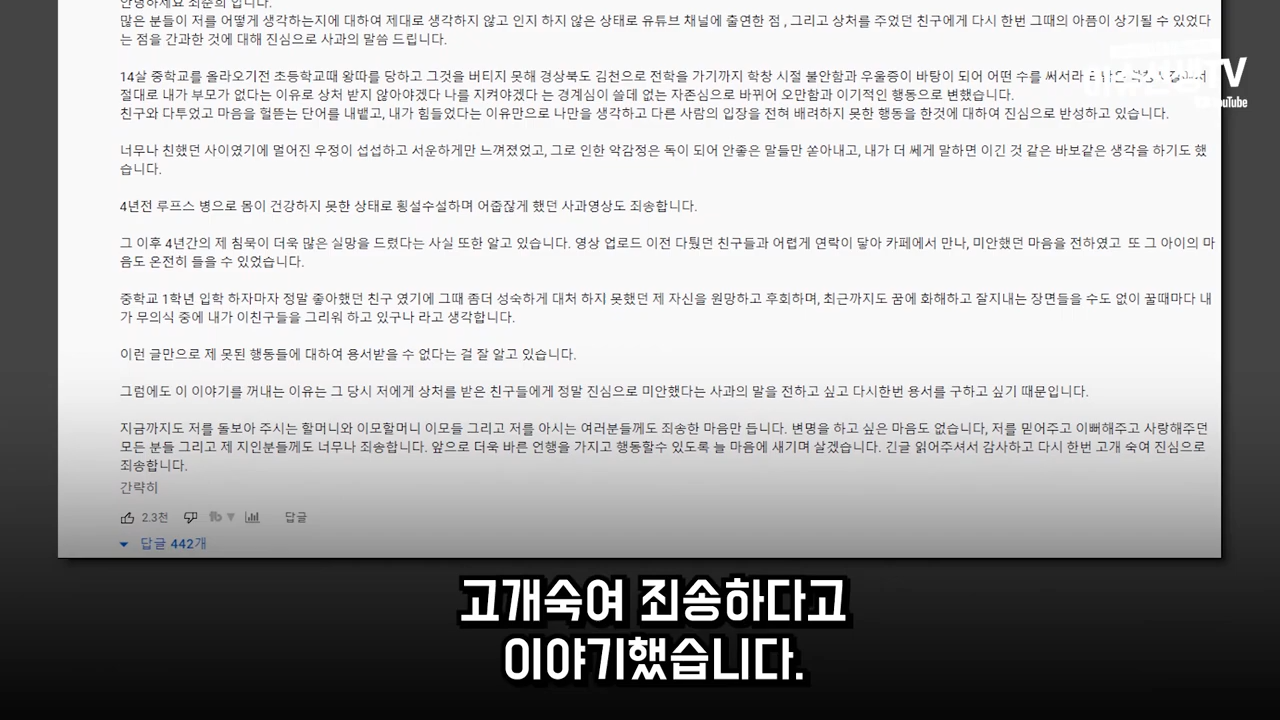 안녕하세요 최준희 입니다.
많은 분들이 저를 어떻게 생각하는지에 대하여 제대로 생각하지 않고 인지 하지 않은 상태로 유튜브 채널에 출연한 점 , 그리고 상처를 주었던 친구에게 다시 한번 그때의 아픔이 상기될 수 있었다
는 점을 간과한 것에 대해 진심으로 사과의 말씀 드립니다.
14살 중학교를 올라오기전 초등학교때 왕따를 당하고 그것을 버티지 못해 경상북도 김천으로 전학을 가기까지 학창 시절 불안함과 우울증이 바탕이 되어 어떤 수를 써서라
절대로 내가 부모가 없다는 이유로 상처 받지 않아야겠다 나를 지켜야겠다 는 경계심이 쓸데 없는 자존심으로 바뀌어 오만함과 이기적인 행동으로 변했습니다.
친구와 다투었고 마음을 헐뜯는 단어를 내뱉고, 내가 힘들었다는 이유만으로 나만을 생각하고 다른 사람의 입장을 전혀 배려하지 못한 행동을 한것에 대하여 진심으로 반성하고 있습니다.
너무나 친했던 사이였기에 멀어진 우정이 섭섭하고 서운하게만 느껴졌었고, 그로 인한 악감정은 독이 되어 안좋은 말들만 쏟아내고, 내가 더 쎄게 말하면 이긴 것 같은 바보같은 생각을 하기도 했
습니다.
4년전 루프스 병으로 몸이 건강하지 못한 상태로 횡설수설하며 어줍잖게 했던 사과영상도 죄송합니다.
그 이후 4년간의 제 침묵이 더욱 많은 실망을 드렸다는 사실 또한 알고 있습니다. 영상 업로드 이전 다퉜던 친구들과 어렵게 연락이 닿아 카페에서 만나, 미안했던 마음을 전하였고 또 그 아이의 마
음도 온전히 들을 수 있었습니다.
중학교 1학년 입학 하자마자 정말 좋아했던 친구 였기에 그때 좀더 성숙하게 대처 하지 못했던 제 자신을 원망하고 후회하며, 최근까지도 꿈에 화해하고 잘지내는 장면들을 수도 없이 꿀때마다 내
가 무의식 중에 내가 이친구들을 그리워 하고 있구나 라고 생각합니다.
이런 글만으로 제 못된 행동들에 대하여 용서받을 수 없다는 걸 잘 알고 있습니다.
그럼에도 이 이야기를 꺼내는 이유는 그 당시 저에게 상처를 받은 친구들에게 정말 진심으로 미안했다는 사과의 말을 전하고 싶고 다시한번 용서를 구하고 싶기 때문입니다.
지금까지도 저를 돌보아 주시는 할머니와 이모할머니 이모들 그리고 저를 아시는 여러분들께도 죄송한 마음만 듭니다. 변명을 하고 싶은 마음도 없습니다, 저를 믿어주고 이뻐해주고 사랑해주던
모든 분들 그리고 제 지인분들께도 너무나 죄송합니다. 앞으로 더욱 바른 언행을 가지고 행동할수 있도록 늘 마음에 새기며 살겠습니다. 긴글 읽어주셔서 감사하고 다시 한번 고개 숙여 진심으로
죄송합니다.
간략히
2.3천 답글
답글 442개
TV
YouTube
고개숙여 죄송하다고
이야기했습니다.